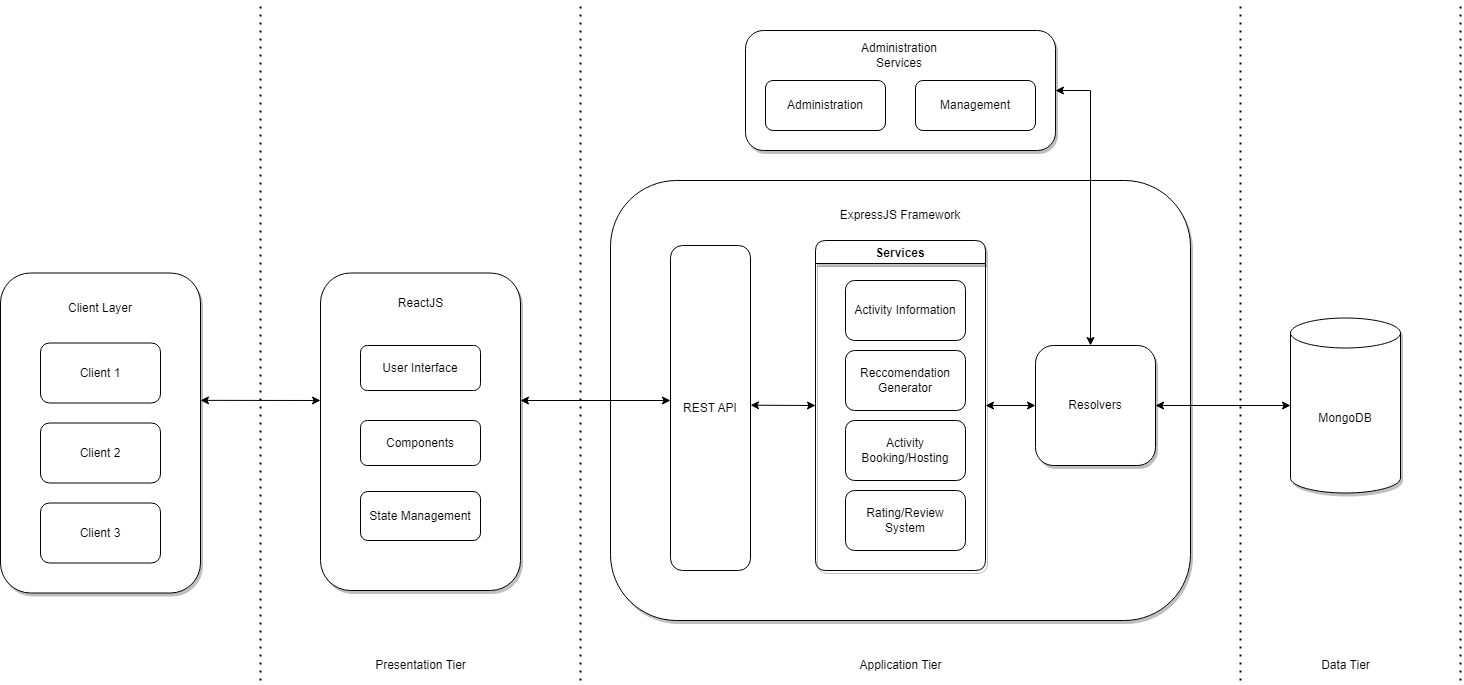 Administration
Services
Administration
Management
ExpressJS Framework
Client Layer
Client 1
Client 2
Client 3
ReactJS
User Interface
Components
State Management
REST API
Services
Activity Information
Reccomendation
Generator
Activity
Booking/Hosting
Rating/Review
System
Resolvers
MongoDB
Presentation Tier
Application Tier
Data Tier